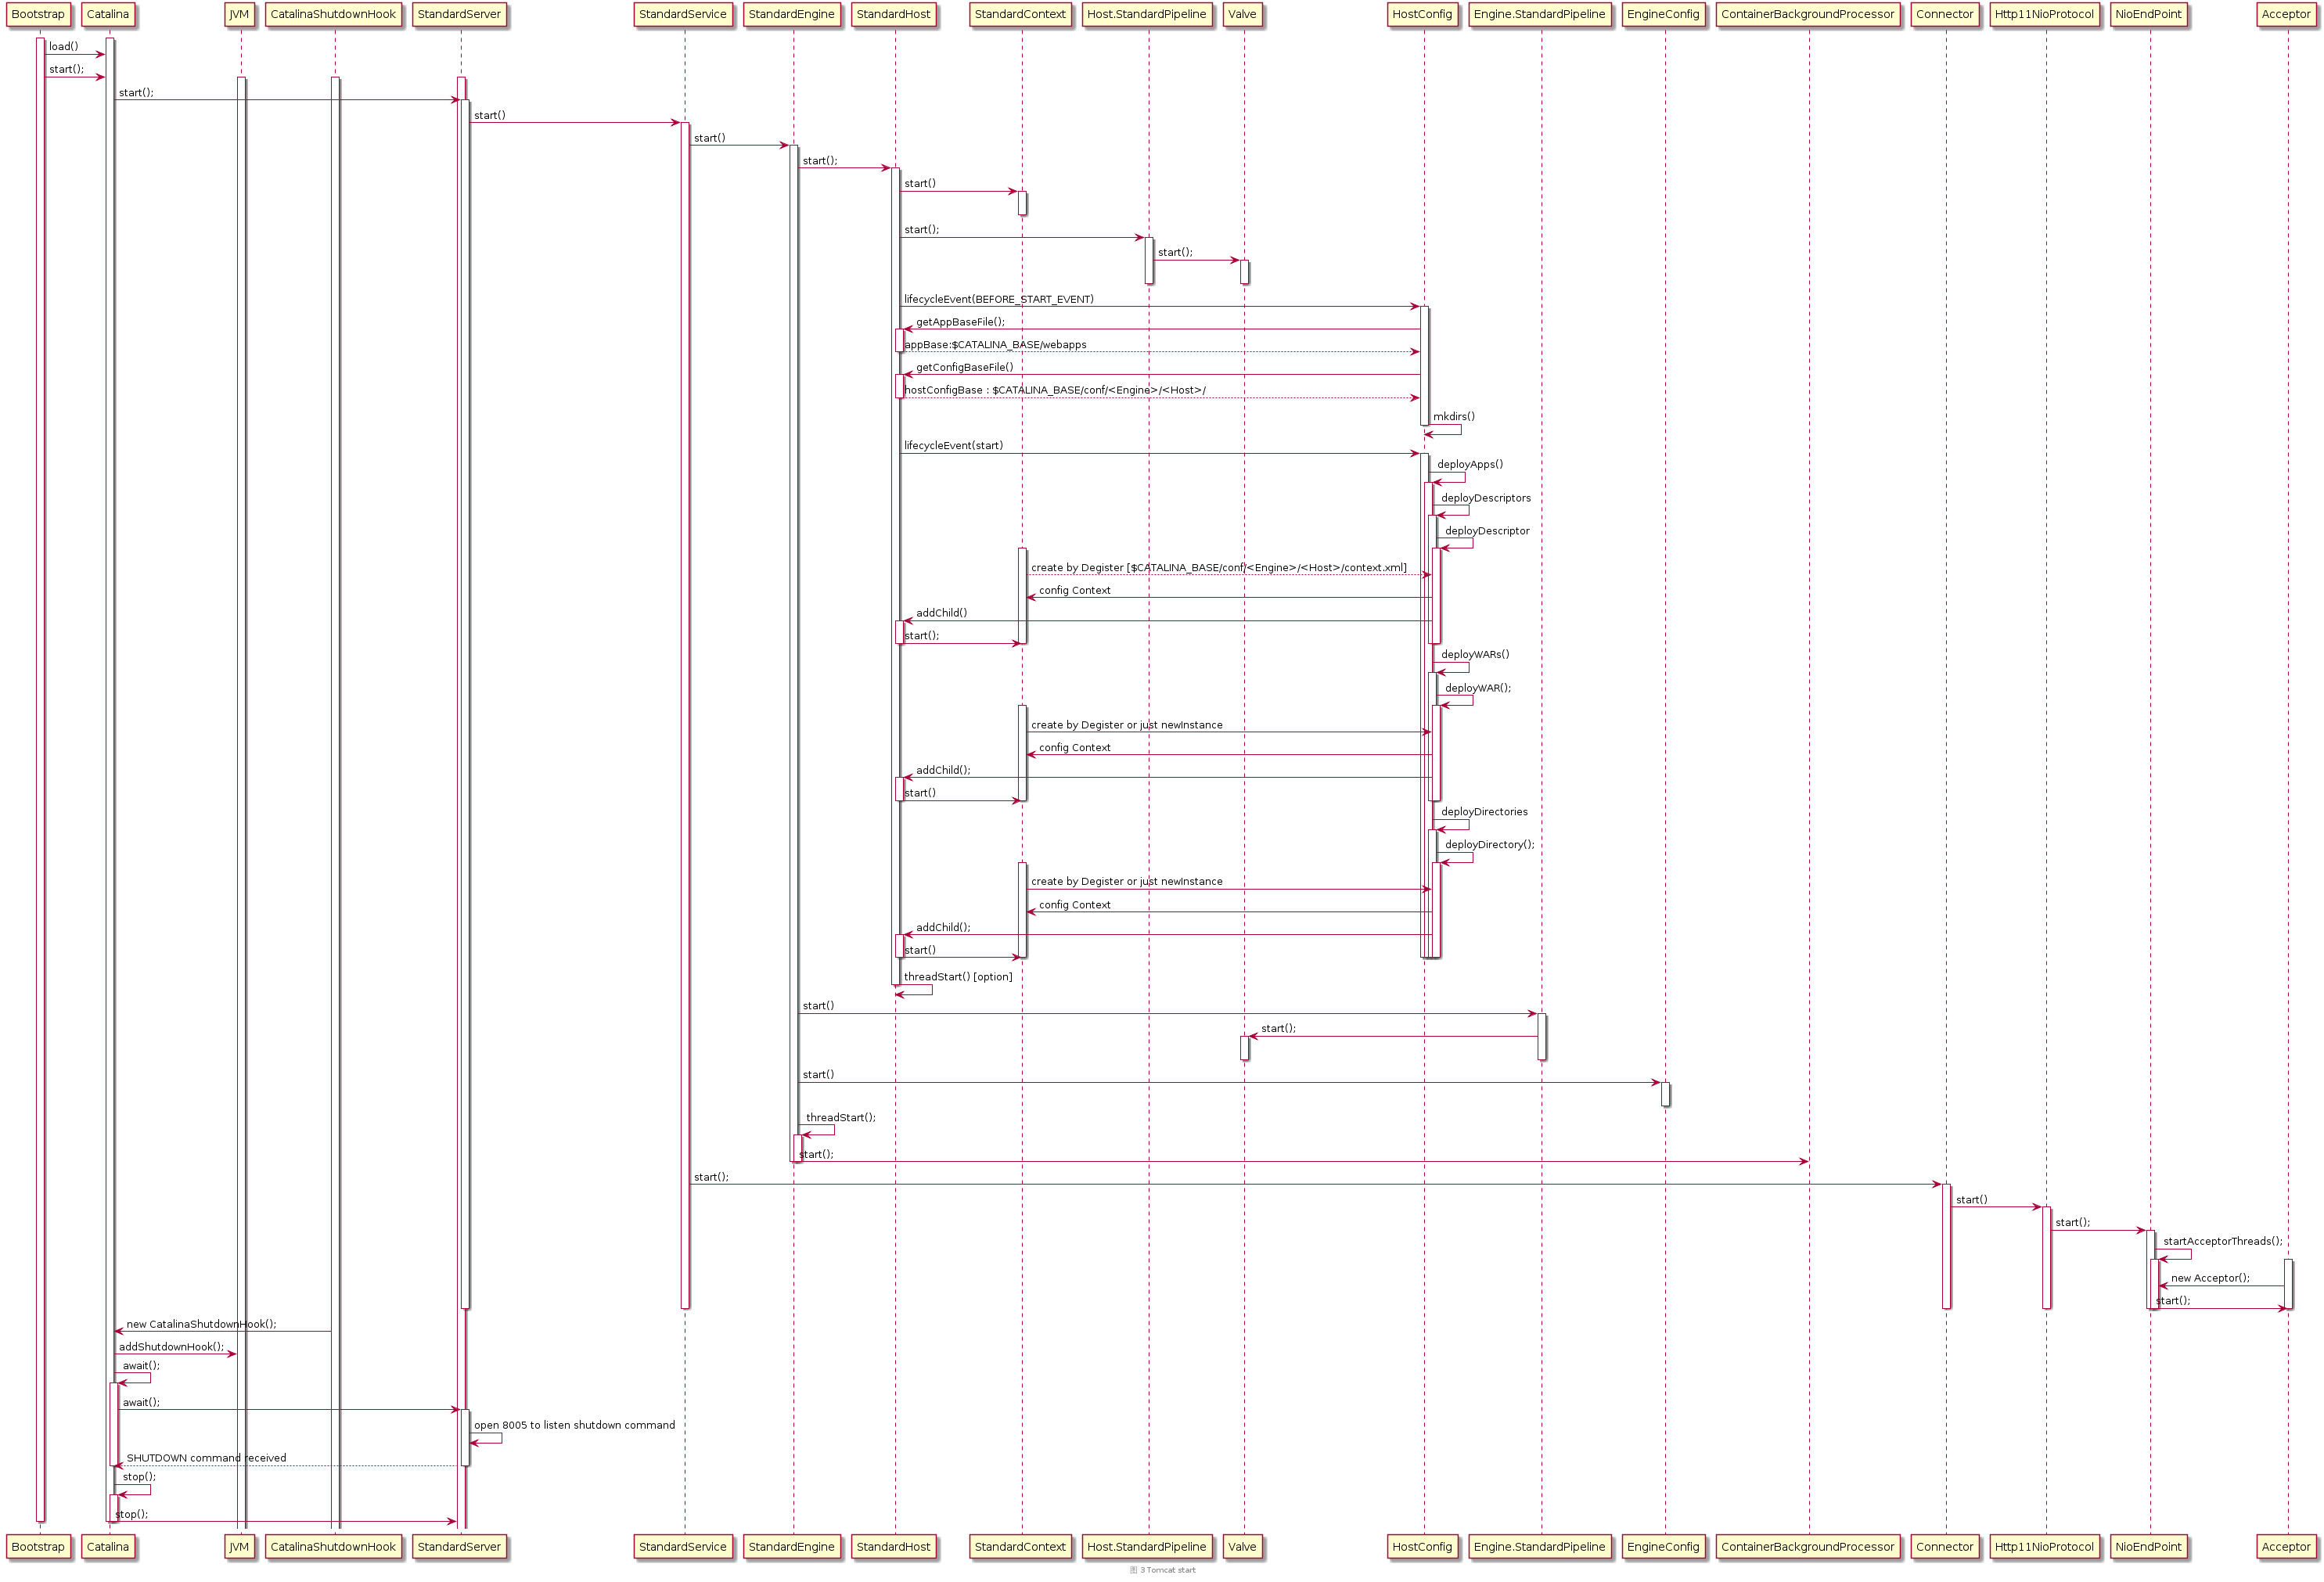 Bootstrap
Catalina
JVM
CatalinaShutdownHook
StandardServer
StandardService
StandardEngine
StandardHost
StandardContext
Host.StandardPipeline
Valve
HostConfig
Engine.StandardPipeline
EngineConfig
ContainerBackgroundProcessor
Connector
Http11NioProtocol
NioEndPoint
Acceptor
load()
start();
start();
start()
start()
start();
start()
start();
start();
lifecycleEvent(BEFORE_START_EVENT)
getAppBaseFile();
appBase:$CATALINA_BASE/webapps
getConfigBaseFile()
hostConfigBase : $CATALINA_BASE/conf/<Engine>/<Host>/
mkdirs()
lifecycleEvent(start)
deployApps()
deployDescriptors
deployDescriptor
create by Degister [$CATALINA_BASE/conf/<Engine>/<Host>/context.xml]
config Context
addChild()
start();
deployWARs()
deployWAR();
create by Degister or just newInstance
config Context
addChild();
start()
deployDirectories
deployDirectory();
create by Degister or just newInstance
config Context
addChild();
start()
threadStart() [option]
start()
start();
start()
threadStart();
start();
start();
start()
start();
startAcceptorThreads();
new Acceptor();
start();
new CatalinaShutdownHook();
addShutdownHook();
await();
await();
open 8005 to listen shutdown command
SHUTDOWN command received
stop();
stop();
Bootstrap
Catalina
JVM
CatalinaShutdownHook
StandardServer
StandardService
StandardEngine
StandardHost
StandardContext
Host.StandardPipeline
Valve
HostConfig
Engine.StandardPipeline
EngineConfig
ContainerBackgroundProcessor
Connector
Http11NioProtocol
NioEndPoint
Acceptor
图 3 Tomcat start